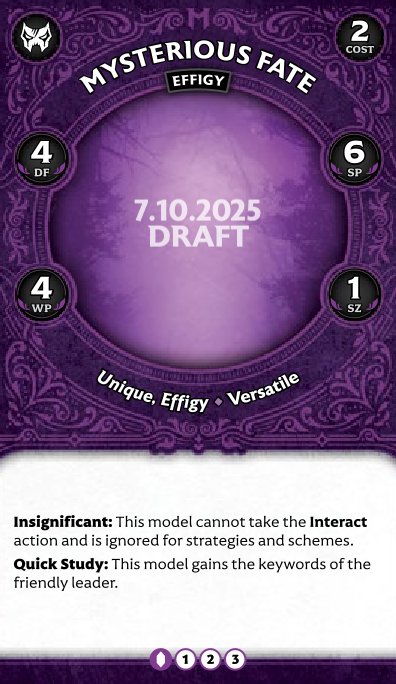 2
COST
MYSTERIOUS FATE
EFFIGY
4
DF
6
SP
7.10.2025
DRAFT
4
WP
1
SZ
Unique, Effigy ◆ Versatile
Insignificant: This model cannot take the Interact
action and is ignored for strategies and schemes.
Quick Study: This model gains the keywords of the
friendly leader.
1 2 3